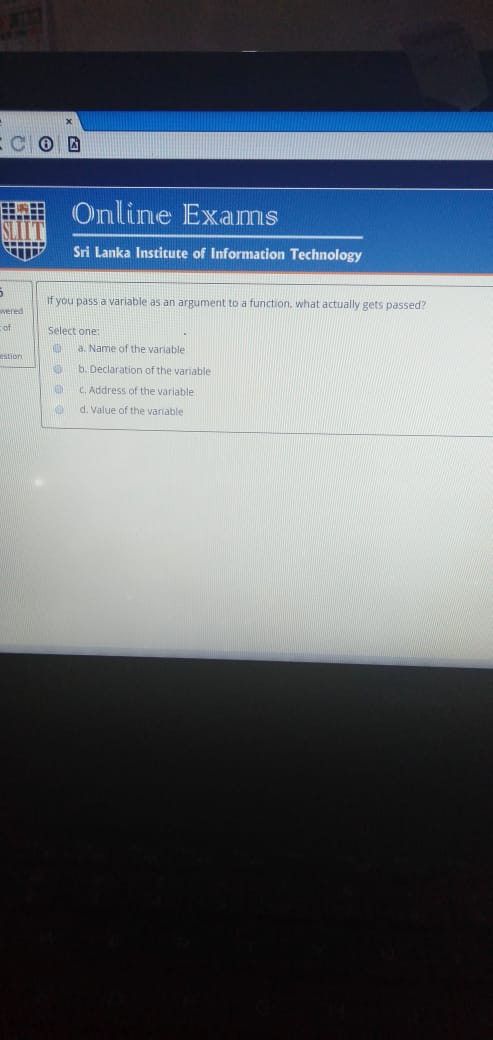 Online Exams
SLIIT
Sri Lanka Institute of Information Technology
wered
of
estion
If you pass a variable as an argument to a function, what actually gets passed?
Select one:
a. Name of the variable
b. Declaration of the variable
c. Address of the variable
d. Value of the variable